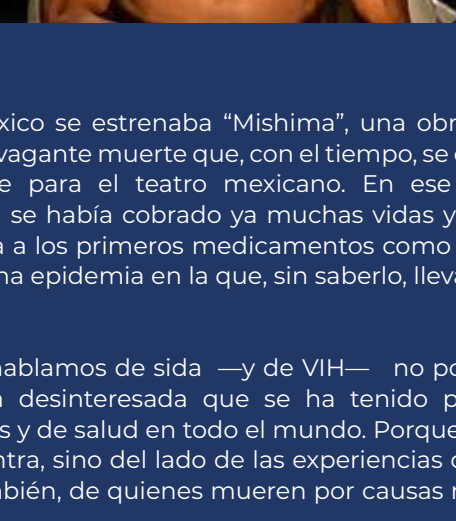 xico se estrenaba “Mishima”, una obr
vagante muerte que, con el tiempo, se
e para el teatro mexicano. En ese
se había cobrado ya muchas vidas y
a a los primeros medicamentos como
na epidemia en la que, sin saberlo, lleva
hablamos de sida —y de VIH— no po
n desinteresada que se ha tenido p
s y de salud en todo el mundo. Porque
ntra, sino del lado de las experiencias
mbién, de quienes mueren por causas